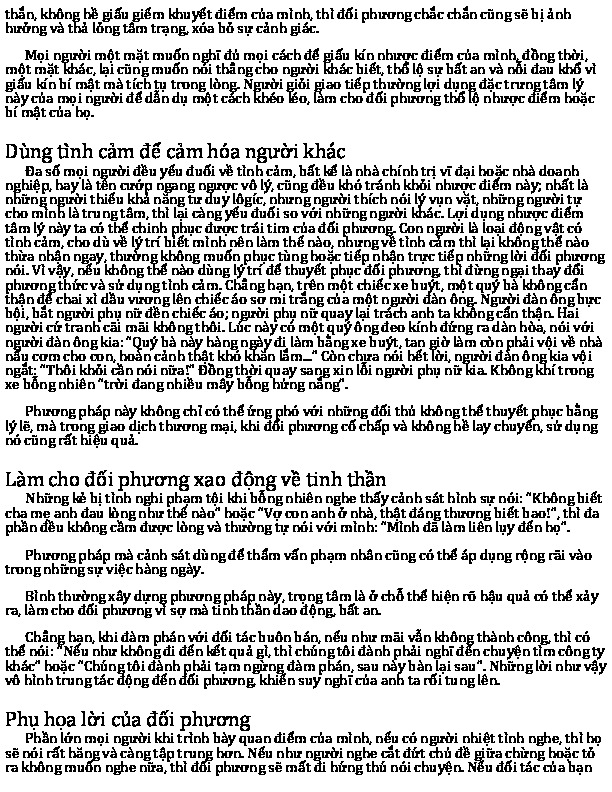 thắn, không hề giấu giếm khuyết điểm của mình, thì đối phương chắc chắn cũng sẽ bị ảnh
hưởng và thả lỏng tâm trạng, xóa bỏ sự cảnh giác.
Mọi người một mặt muốn nghĩ đủ mọi cách để giấu kín nhược điểm của mình, đồng thời,
một mặt khác, lại cũng muốn nói thẳng cho người khác biết, thổ lộ sự bất an và nỗi đau khổ vì
giấu kín bí mật mà tích tụ trong lòng. Người giỏi giao tiếp thường lợi dụng đặc trưng tâm lý
này của mọi người để dẫn dụ một cách khéo léo, làm cho đối phương thổ lộ nhược điểm hoặc
bí mật của họ.
Dùng tình cảm để cảm hóa người khác
Đa số mọi người đều yếu đuối về tình cảm, bất kể là nhà chính trị vĩ đại hoặc nhà doanh
nghiệp, hay là tên cướp ngang ngược vô lý, cũng đều khó tránh khỏi nhược điểm này; nhất là
những người thiếu khả năng tư duy lôgíc, nhưng người thích nói lý vụn vặt, những người tự
cho mình là trung tâm, thì lại càng yếu đuối so với những người khác. Lợi dụng nhược điểm
tâm lý này ta có thể chinh phục được trái tim của đối phương. Con người là loại động vật có
tình cảm, cho dù về lý trí biết mình nên làm thế nào, nhưng về tình cảm thì lại không thể nào
thừa nhận ngay, thường không muốn phục tùng hoặc tiếp nhận trực tiếp những lời đối phương
nói. Vì vậy, nếu không thể nào dùng lý trí để thuyết phục đối phương, thì đừng ngại thay đổi
phương thức và sử dụng tình cảm. Chẳng hạn, trên một chiếc xe buýt, một quý bà không cẩn
thận để chai xì dầu vương lên chiếc áo sơ mi trắng của một người đàn ông. Người đàn ông bực
bội, bắt người phụ nữ đền chiếc áo; người phụ nữ quay lại trách anh ta không cẩn thận. Hai
người cứ tranh cãi mãi không thôi. Lúc này có một quý ông đeo kính đứng ra dàn hòa, nói với
người đàn ông kia: "Quý bà này hàng ngày đi làm bằng xe buýt, tan giờ làm còn phải vội về nhà
nấu cơm cho con, hoàn cảnh thật khó khăn lắm..." Còn chưa nói hết lời, người đàn ông kia vội
ngắt: "Thôi khỏi cần nói nữa!" Đồng thời quay sang xin lỗi người phụ nữ kia. Không khí trong
xe bỗng nhiên "trời đang nhiều mây bỗng hửng nắng".
Phương pháp này không chỉ có thể ứng phó với những đối thủ không thể thuyết phục bằng
lý lẽ, mà trong giao dịch thương mại, khi đối phương cố chấp và không hề lay chuyển, sử dụng
nó cũng rất hiệu quả.
Làm cho đối phương xao động về tinh thần
Những kẻ bị tình nghi phạm tội khi bỗng nhiên nghe thấy cảnh sát hình sự nói: "Không biết
cha mẹ anh đau lòng như thế nào" hoặc "Vợ con anh ở nhà, thật đáng thương biết bao!", thì đa
phần đều không cầm được lòng và thường tự nói với mình: "Mình đã làm liên lụy đến họ".
Phương pháp mà cảnh sát dùng để thẩm vấn phạm nhân cũng có thể áp dụng rộng rãi vào
trong những sự việc hàng ngày.
Bình thường xây dựng phương pháp này, trọng tâm là ở chỗ thể hiện rõ hậu quả có thể xảy
ra, làm cho đối phương vì sợ mà tinh thần dao động, bất an.
Chẳng hạn, khi đàm phán với đối tác buôn bán, nếu như mãi vẫn không thành công, thì có
thể nói: "Nếu như không đi đến kết quả gì, thì chúng tôi đành phải nghĩ đến chuyện tìm công ty
khác" hoặc "Chúng tôi đành phải tạm ngừng đàm phán, sau này bàn lại sau". Những lời như vậy
vô hình trung tác động đến đối phương, khiến suy nghĩ của anh ta rối tung lên.
Phụ họa lời của đối phương
Phần lớn mọi người khi trình bày quan điểm của mình, nếu có người nhiệt tình nghe, thì họ
sẽ nói rất hăng và càng tập trung hơn. Nếu như người nghe cắt đứt chủ đề giữa chừng hoặc tỏ
ra không muốn nghe nữa, thì đối phương sẽ mất đi hứng thú nói chuyện. Nếu đối tác của bạn